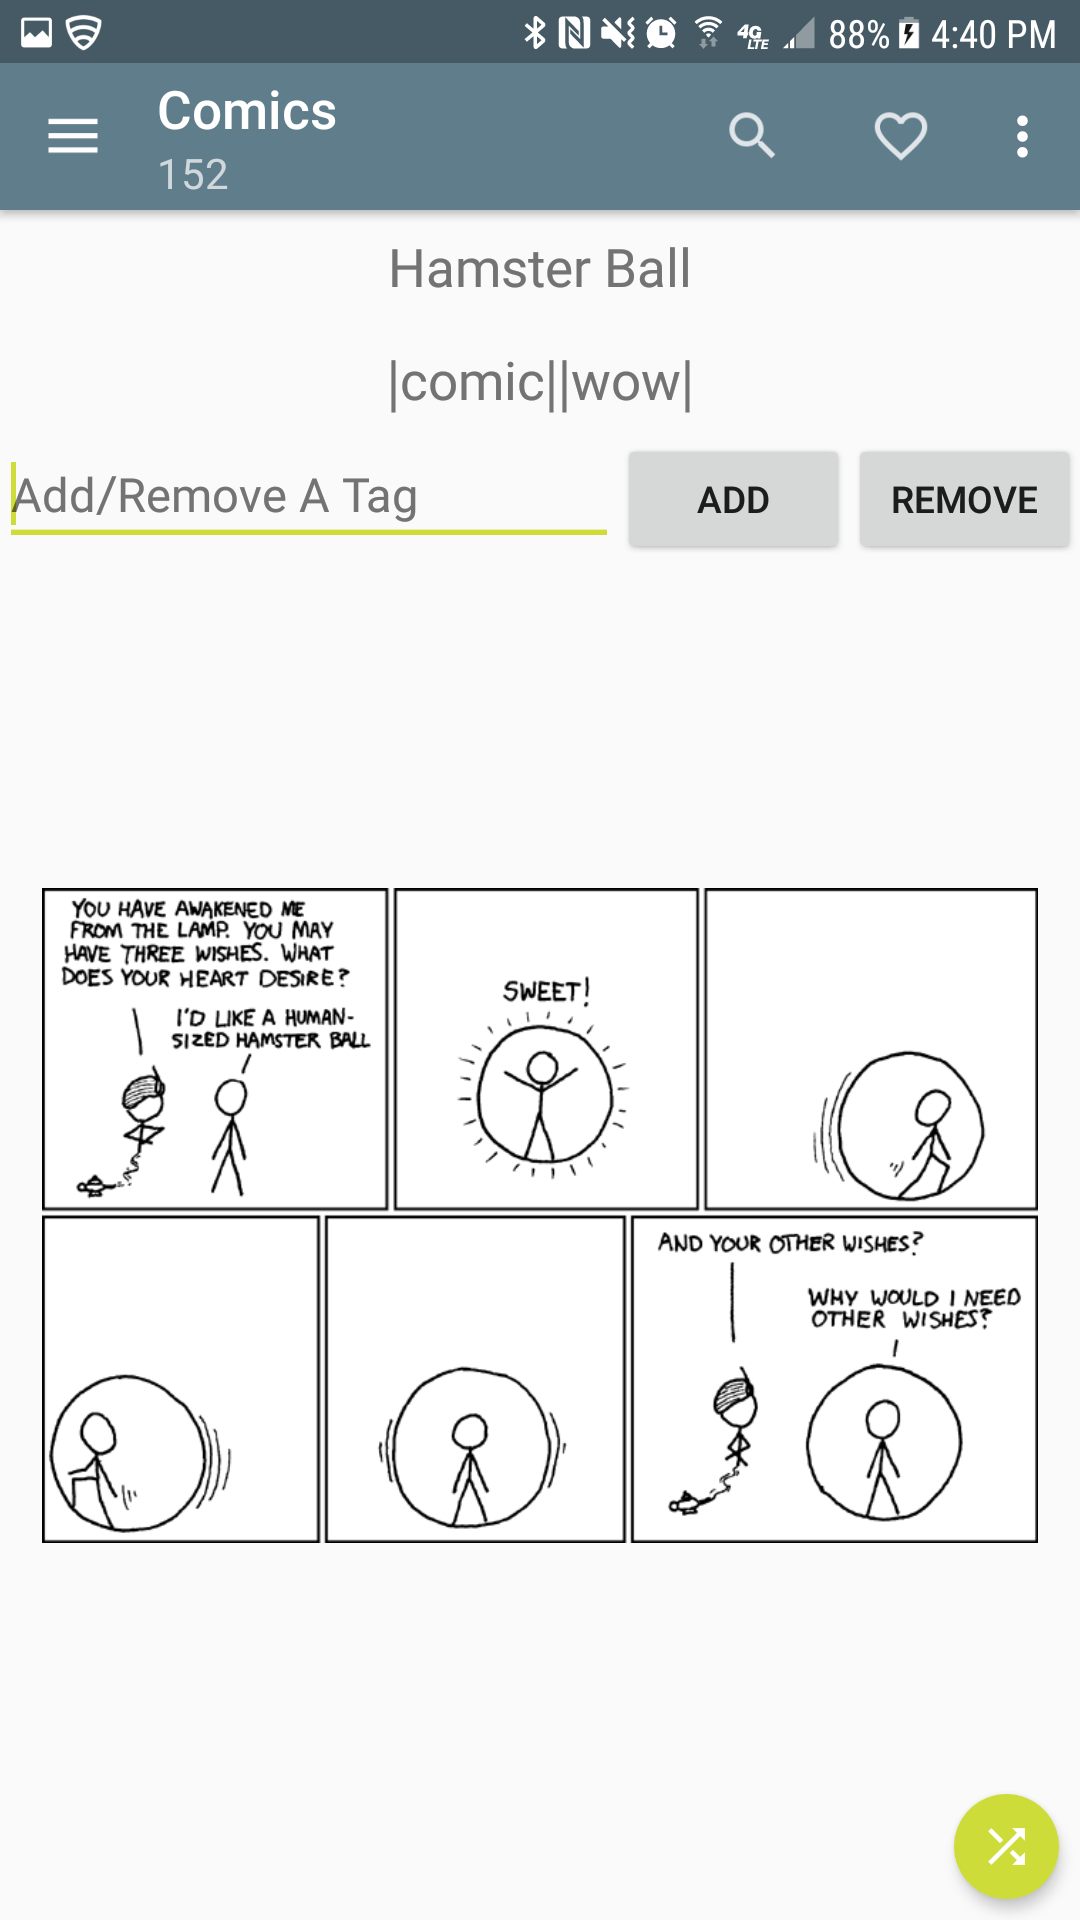 4G LTE 88% 4:40 PM
Comics
152
Hamster Ball
|comic||wow|
Add/Remove A Tag
ADD
REMOVE
YOU HAVE AWAKENED ME
FROM THE LAMP. YOU MAY
HAVE THREE WISHES. WHAT
DOES YOUR HEART DESIRE?
I'D LIKE A HUMAN-
SIZED HAMSTER BALL
SWEET!
AND YOUR OTHER WISHES?
WHY WOULD I NEED
OTHER WISHES?